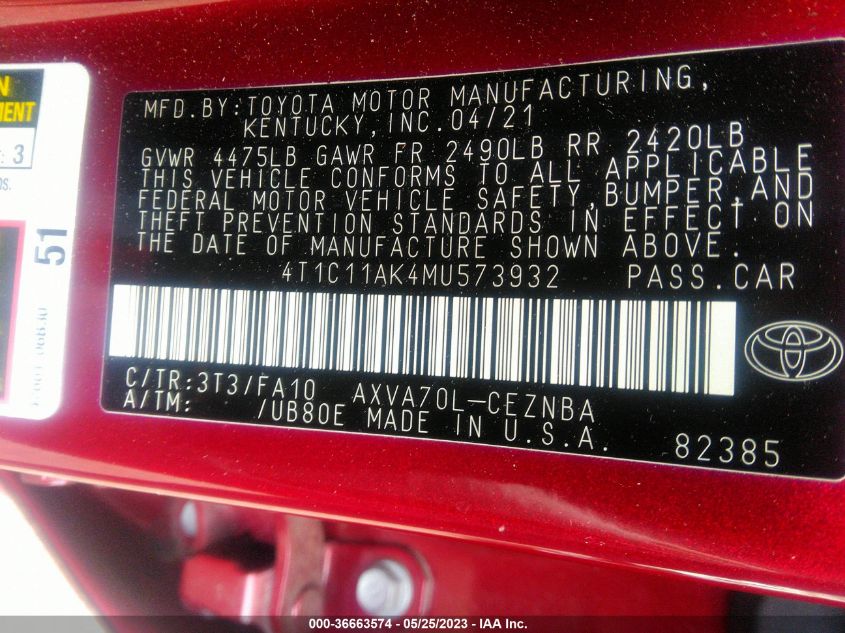 MFD.BY:TOYOTA MOTOR MANUFACTURING,
KENTUCKY,INC.04/21
GVWR 4475LB GAWR FR 2490LB RR 2420LB
THIS VEHICLE CONFORMS TO ALL APPLICABLE
FEDERAL MOTOR VEHICLE SAFETY,BUMPER,AND
THEFT PREVENTION STANDARDS IN EFFECT ON
THE DATE OF MANUFACTURE SHOWN ABOVE.
4T1C11AK4MU573932 PASS.CAR
C/TR:3T3/FA10 AXVA70L-CEZNBA
A/TM: /UB80E MADE IN U.S.A.
82385
3
51
000-36663574 - 05/25/2023 - IAA Inc.